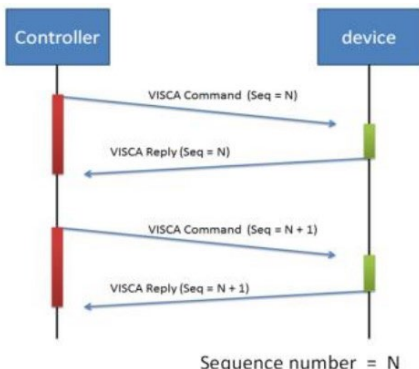 Controller
device
VISCA Command (Seq = N)
VISCA Reply (Seq = N)
VISCA Command (Seq = N + 1)
VISCA Reply (Seq = N + 1)
Sequence number = N